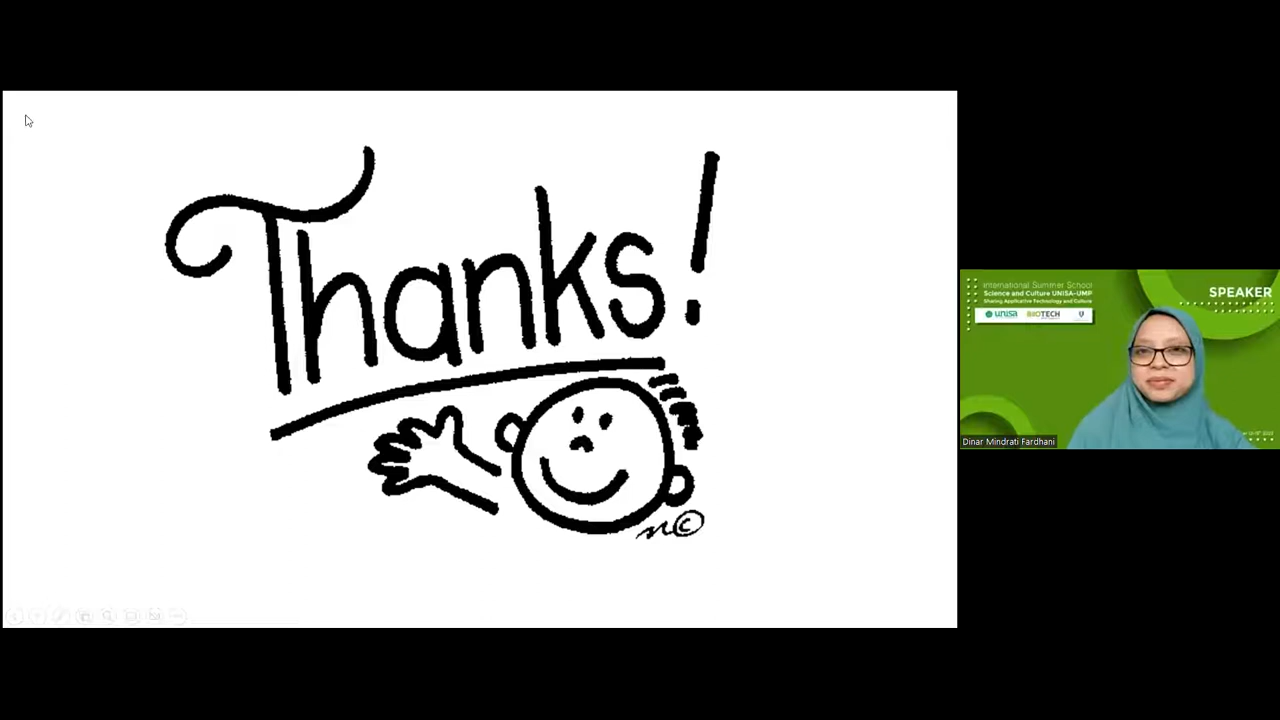 Thanks!
©
International Summer School
Science and Culture UNISA-UMP
Sharing Applicative Technology and Culture
unisa
BIOTECH
SPEAKER
Dinar Mindrati Fardhani